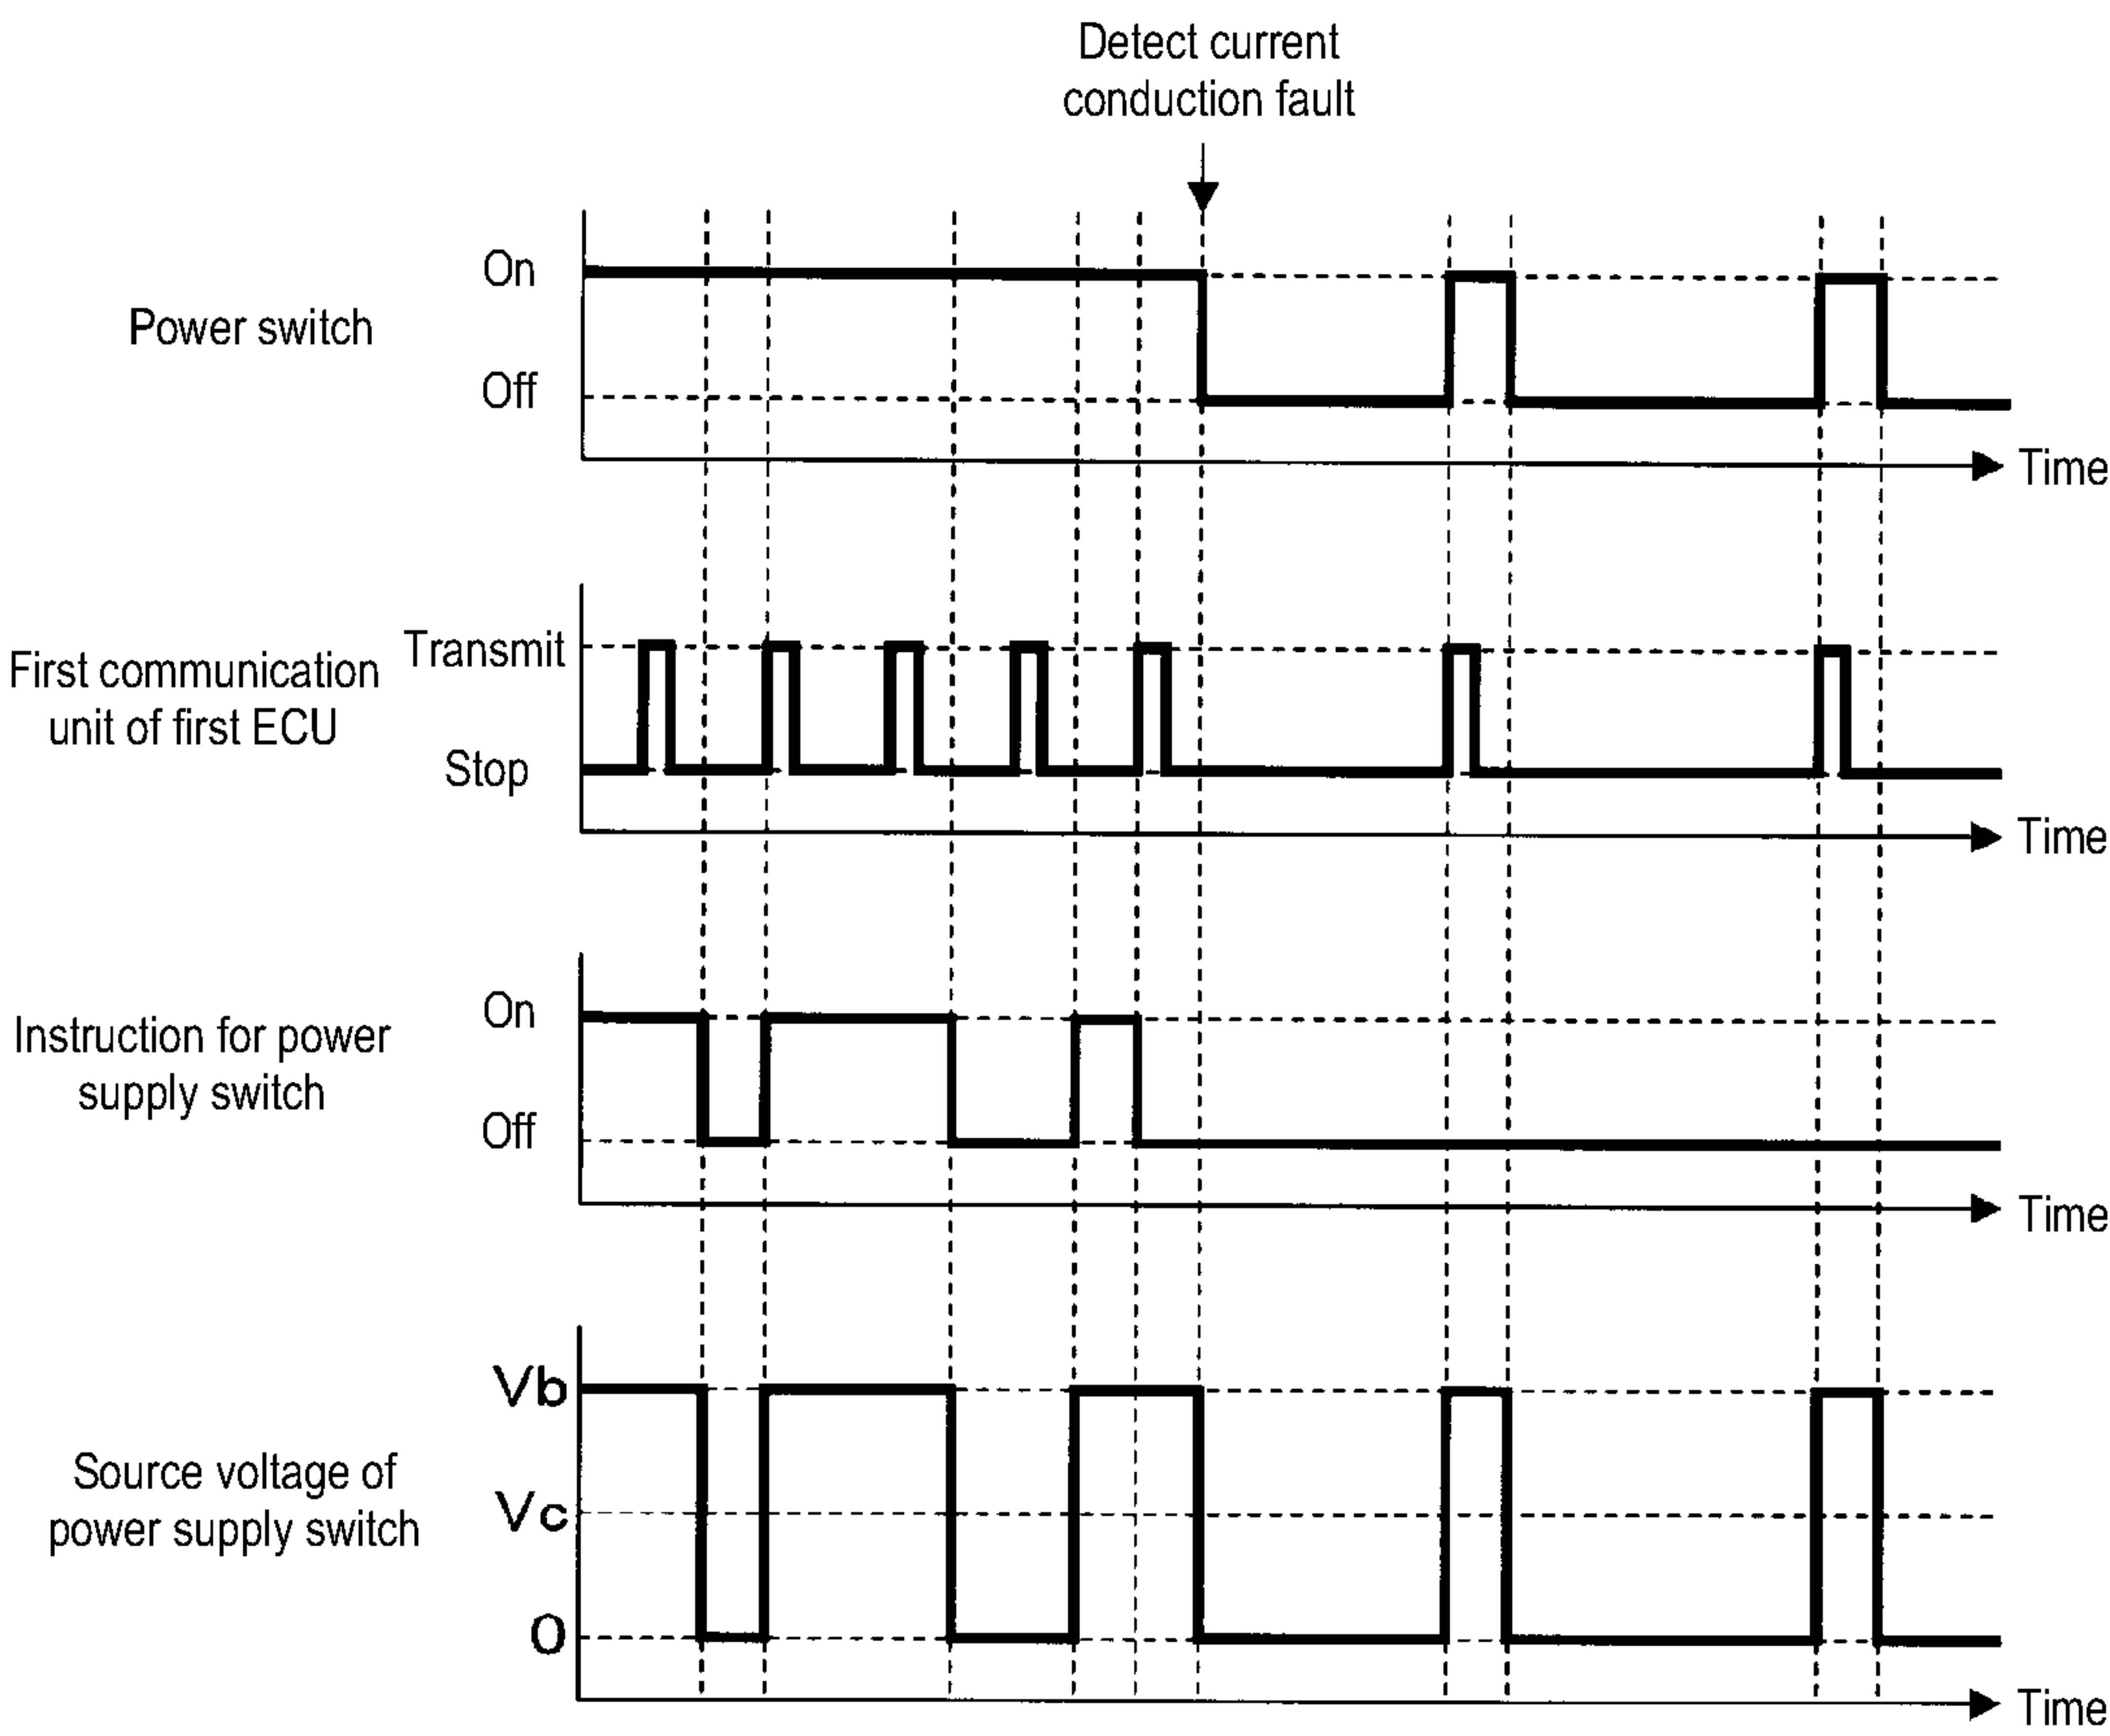 Detect current
conduction fault
On
Power switch
Off
Time
Transmit
First communication
unit of first ECU
Stop
Time
On
Instruction for power
supply switch
Off
Time
Vb
Source voltage of
power supply switch
Vc
0
Time